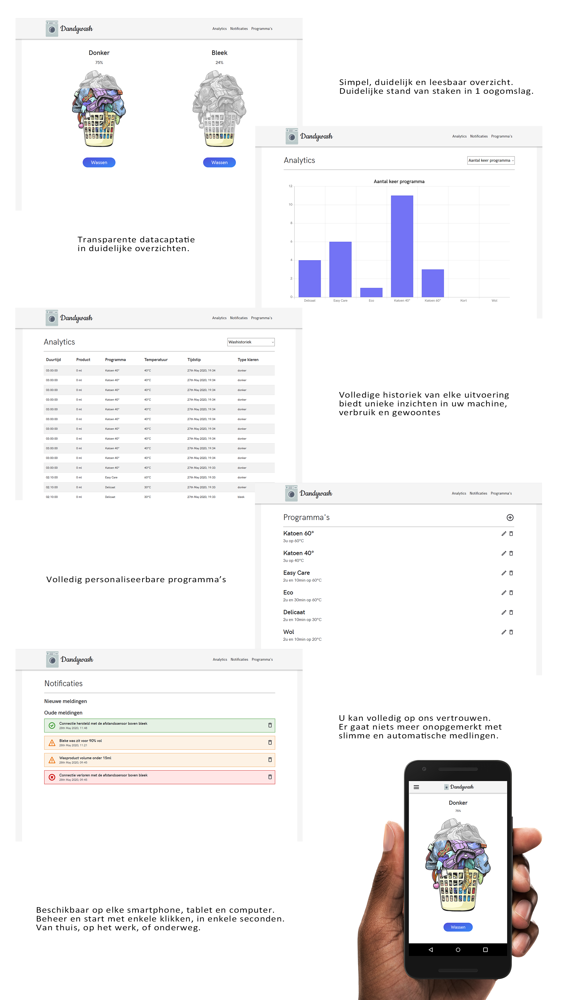 Dandywash
Analytics Notificaties Programma's
Donker
75%
Wassen
Bleek
24%
Wassen
Simpel, duidelijk en leesbaar overzicht.
Duidelijke stand van staken in 1 oogomslag.
Dandywash
Analytics Notificaties Programma's
Analytics
Aantal keer programma
Aantal keer programma
12
10
8
6
4
2
0
Delicaat Easy Care Eco Katoen 40° Katoen 60° Kort Wol
Transparente datacaptatie
in duidelijke overzichten.
Dandywash
Analytics Notificaties Programma's
Analytics
Washistoriek
Duurtijd Product Programma Temperatuur Tijdstip Type kleren
03:00:00 0 ml Katoen 40° 40°C 27th May 2020, 19:34 donker
03:00:00 0 ml Katoen 40° 40°C 27th May 2020, 19:34 donker
03:00:00 0 ml Katoen 40° 40°C 27th May 2020, 19:34 donker
03:00:00 0 ml Katoen 40° 40°C 27th May 2020, 19:34 donker
03:00:00 0 ml Katoen 40° 40°C 27th May 2020, 19:34 donker
03:00:00 0 ml Katoen 40° 40°C 27th May 2020, 19:34 donker
03:00:00 0 ml Katoen 40° 40°C 27th May 2020, 19:34 donker
03:00:00 0 ml Katoen 40° 40°C 27th May 2020, 19:34 donker
03:00:00 0 ml Katoen 40° 40°C 27th May 2020, 19:34 donker
03:00:00 0 ml Katoen 40° 40°C 27th May 2020, 19:34 donker
03:00:00 0 ml Katoen 40° 40°C 27th May 2020, 19:33 donker
02:10:00 0 ml Easy Care 60°C 27th May 2020, 19:33 donker
02:10:00 0 ml Delicaat 30°C 27th May 2020, 19:33 donker
02:10:00 0 ml Delicaat 30°C 27th May 2020, 19:33 bleek
Volledige historiek van elke uitvoering
biedt unieke inzichten in uw machine,
verbruik en gewoontes
Dandywash
Analytics Notificaties Programma's
Programma's
Katoen 60°
3u op 60°C
Katoen 40°
3u op 40°C
Easy Care
2u en 10min op 60°C
Eco
2u en 30min op 60°C
Delicaat
2u en 10min op 30°C
Wol
2u en 10min op 20°C
Volledig personaliseerbare programma's
Dandywash
Analytics Notificaties Programma's
Notificaties
Nieuwe meldingen
Oude meldingen
Connectie hersteld met de afstandssensor boven bleek
28th May 2020, 11:48
Bleke was zit voor 90% vol
28th May 2020, 11:21
Wasproduct volume onder 15ml
28th May 2020, 09:45
Connectie verloren met de afstandssensor boven bleek
28th May 2020, 09:45
U kan volledig op ons vertrouwen.
Er gaat niets meer onopgemerkt met
slimme en automatische medlingen.
Dandywash
Donker
75%
Wassen
Beschikbaar op elke smartphone, tablet en computer.
Beheer en start met enkele klikken, in enkele seconden.
Van thuis, op het werk, of onderweg.